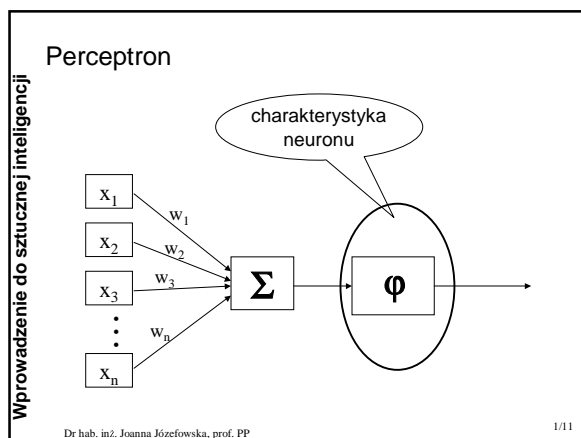 Perceptron
Wprowadzenie do sztucznej inteligencji
charakterystyka
neuronu
x1
w1
x2
w2
x3
w3
Σ
φ
wn
xn
Dr hab. inż. Joanna Józefowska, prof. PP
1/11